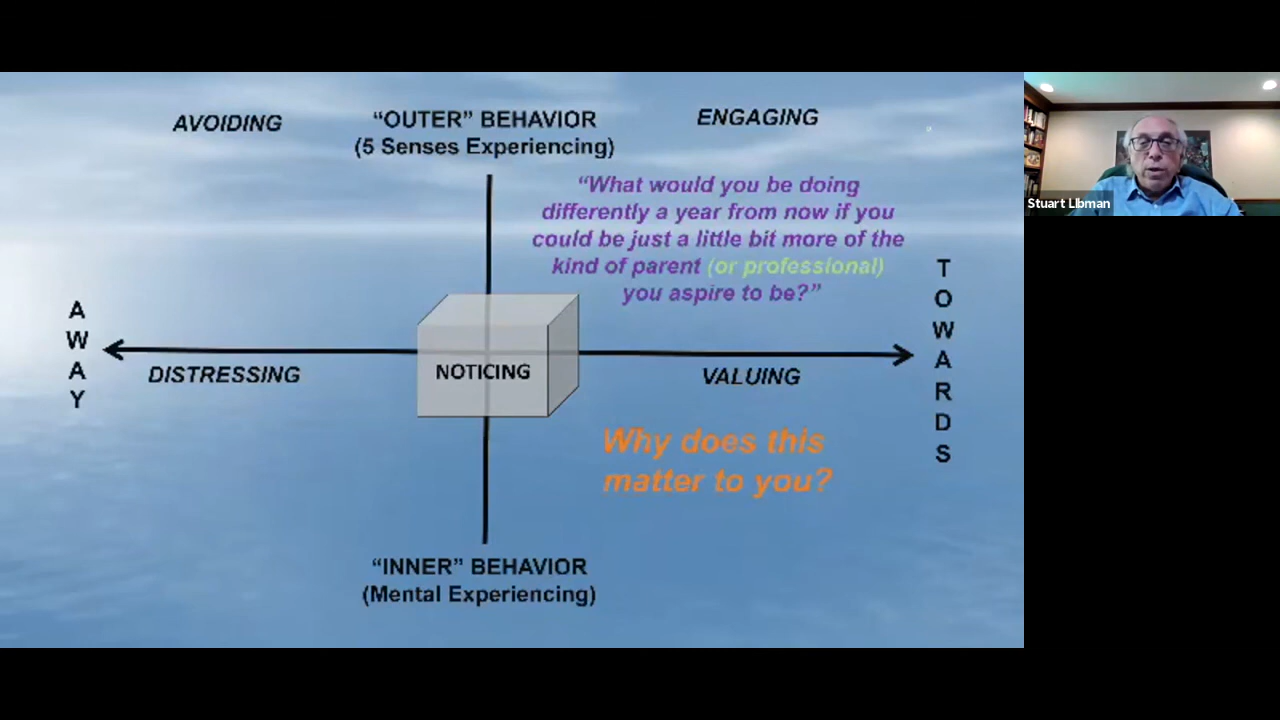 AVOIDING
“OUTER” BEHAVIOR
(5 Senses Experiencing)
ENGAGING
“What would you be doing
differently a year from now if you
could be just a little bit more of the
kind of parent (or professional)
you aspire to be?”
AWAY
TOWARDS
NOTICING
DISTRESSING
VALUING
Why does this
matter to you?
“INNER” BEHAVIOR
(Mental Experiencing)
Stuart Libman